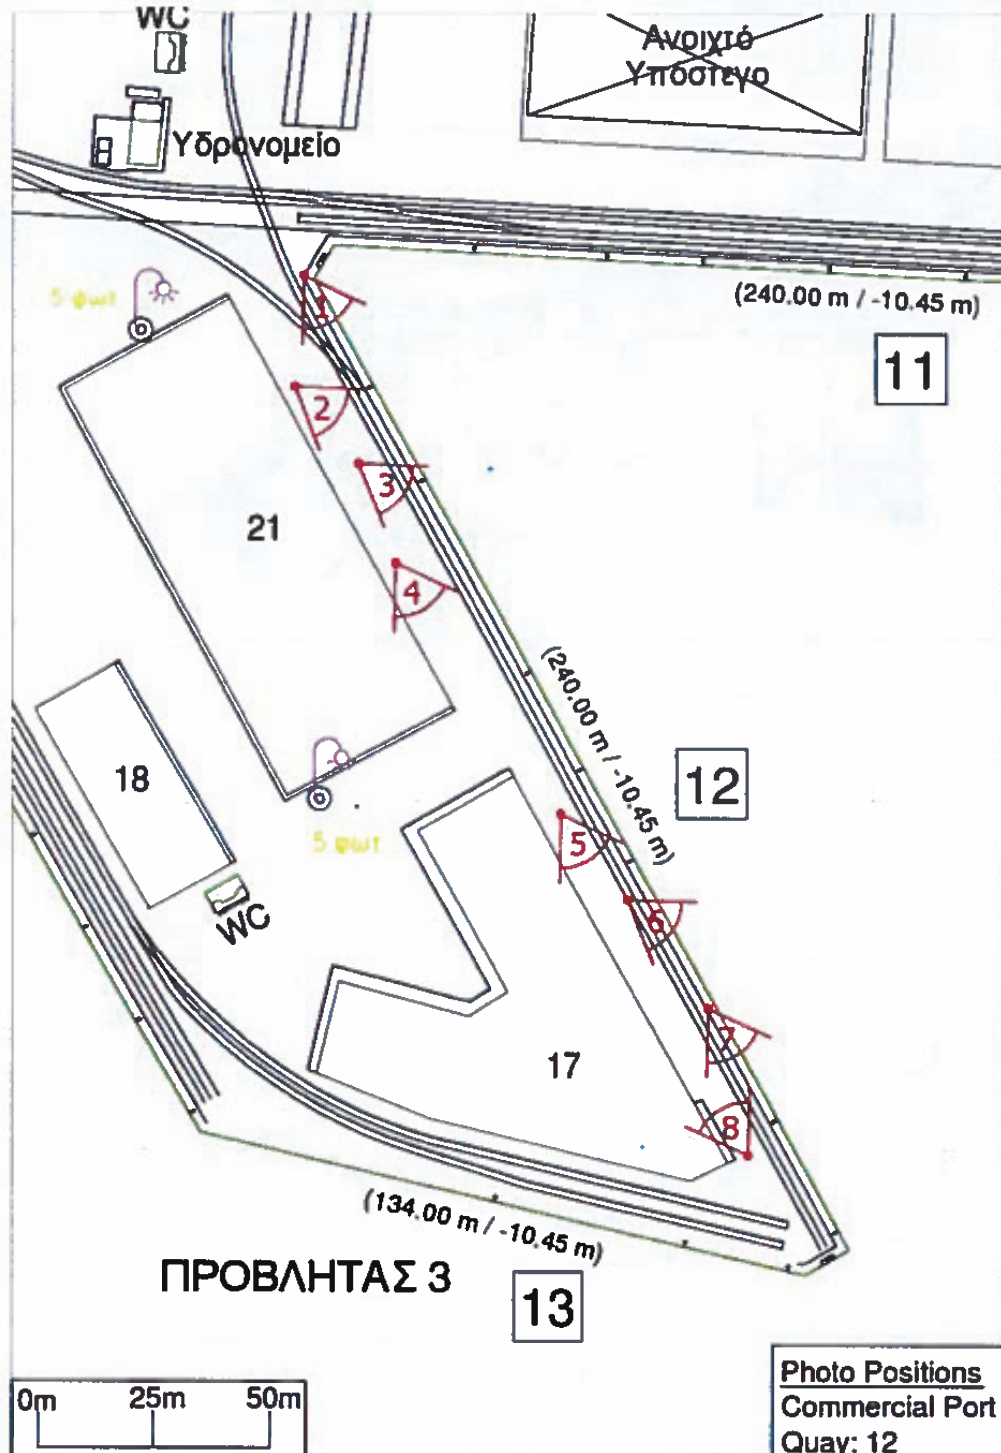 WC
Ανοιχτό
Υπόστεγο
Υδρονομείο
5 φωτ
1
(240.00 m / -10.45 m)
11
2
3
21
4
(240.00 m / -10.45 m)
12
18
5 φωτ
5
WC
6
7
17
8
(134.00 m / -10.45 m)
ΠΡΟΒΛΗΤΑΣ 3
13
0m 25m 50m
Photo Positions
Commercial Port
Quay: 12